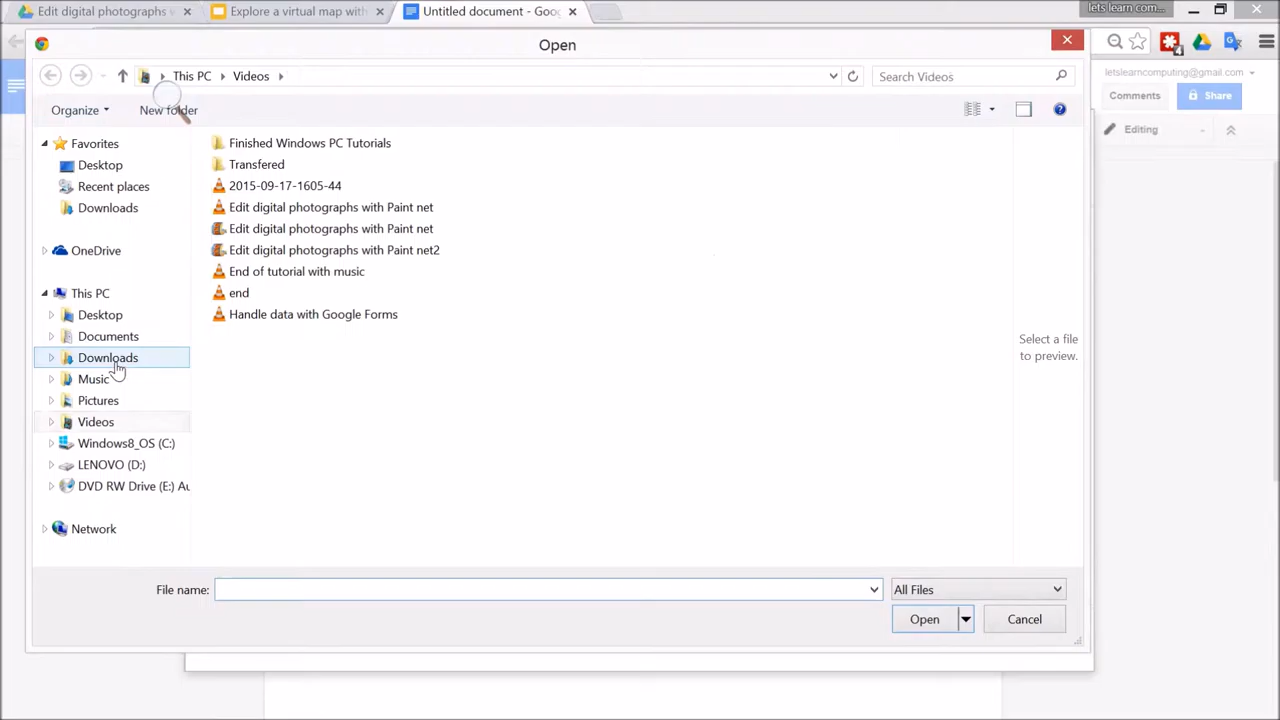 Edit digital photographs w
Explore a virtual map with
Untitled document - Goo
lets learn com...
Open
This PC
Videos
Search Videos
Organize
New folder
letslearncomputing@gmail.com
Comments
Share
Editing
Favorites
Desktop
Recent places
Downloads
OneDrive
This PC
Desktop
Documents
Downloads
Music
Pictures
Videos
Windows8_OS (C:)
LENOVO (D:)
DVD RW Drive (E:) Au
Network
Finished Windows PC Tutorials
Transfered
2015-09-17-1605-44
Edit digital photographs with Paint net
Edit digital photographs with Paint net
Edit digital photographs with Paint net2
End of tutorial with music
end
Handle data with Google Forms
Select a file
to preview.
File name:
All Files
Open
Cancel